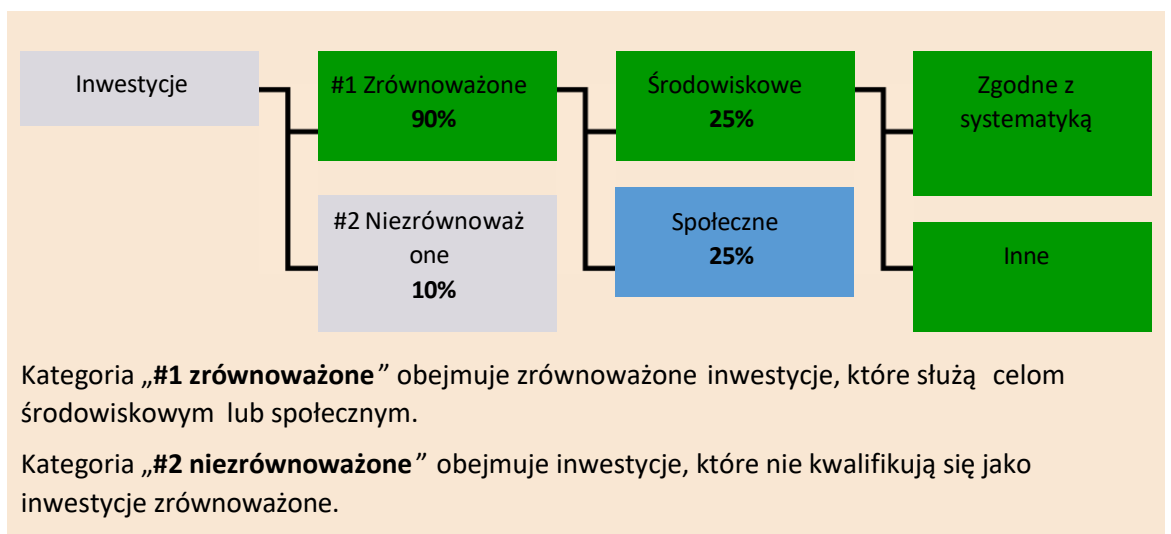 Inwestycje
#1 Zrównoważone
90%
#2 Niezrównoważ
one
10%
Środowiskowe
25%
Społeczne
25%
Zgodne z
systematyką
Inne
Kategoria „#1 zrównoważone” obejmuje zrównoważone inwestycje, które służą celom
środowiskowym lub społecznym.
Kategoria „#2 niezrównoważone” obejmuje inwestycje, które nie kwalifikują się jako
inwestycje zrównoważone.